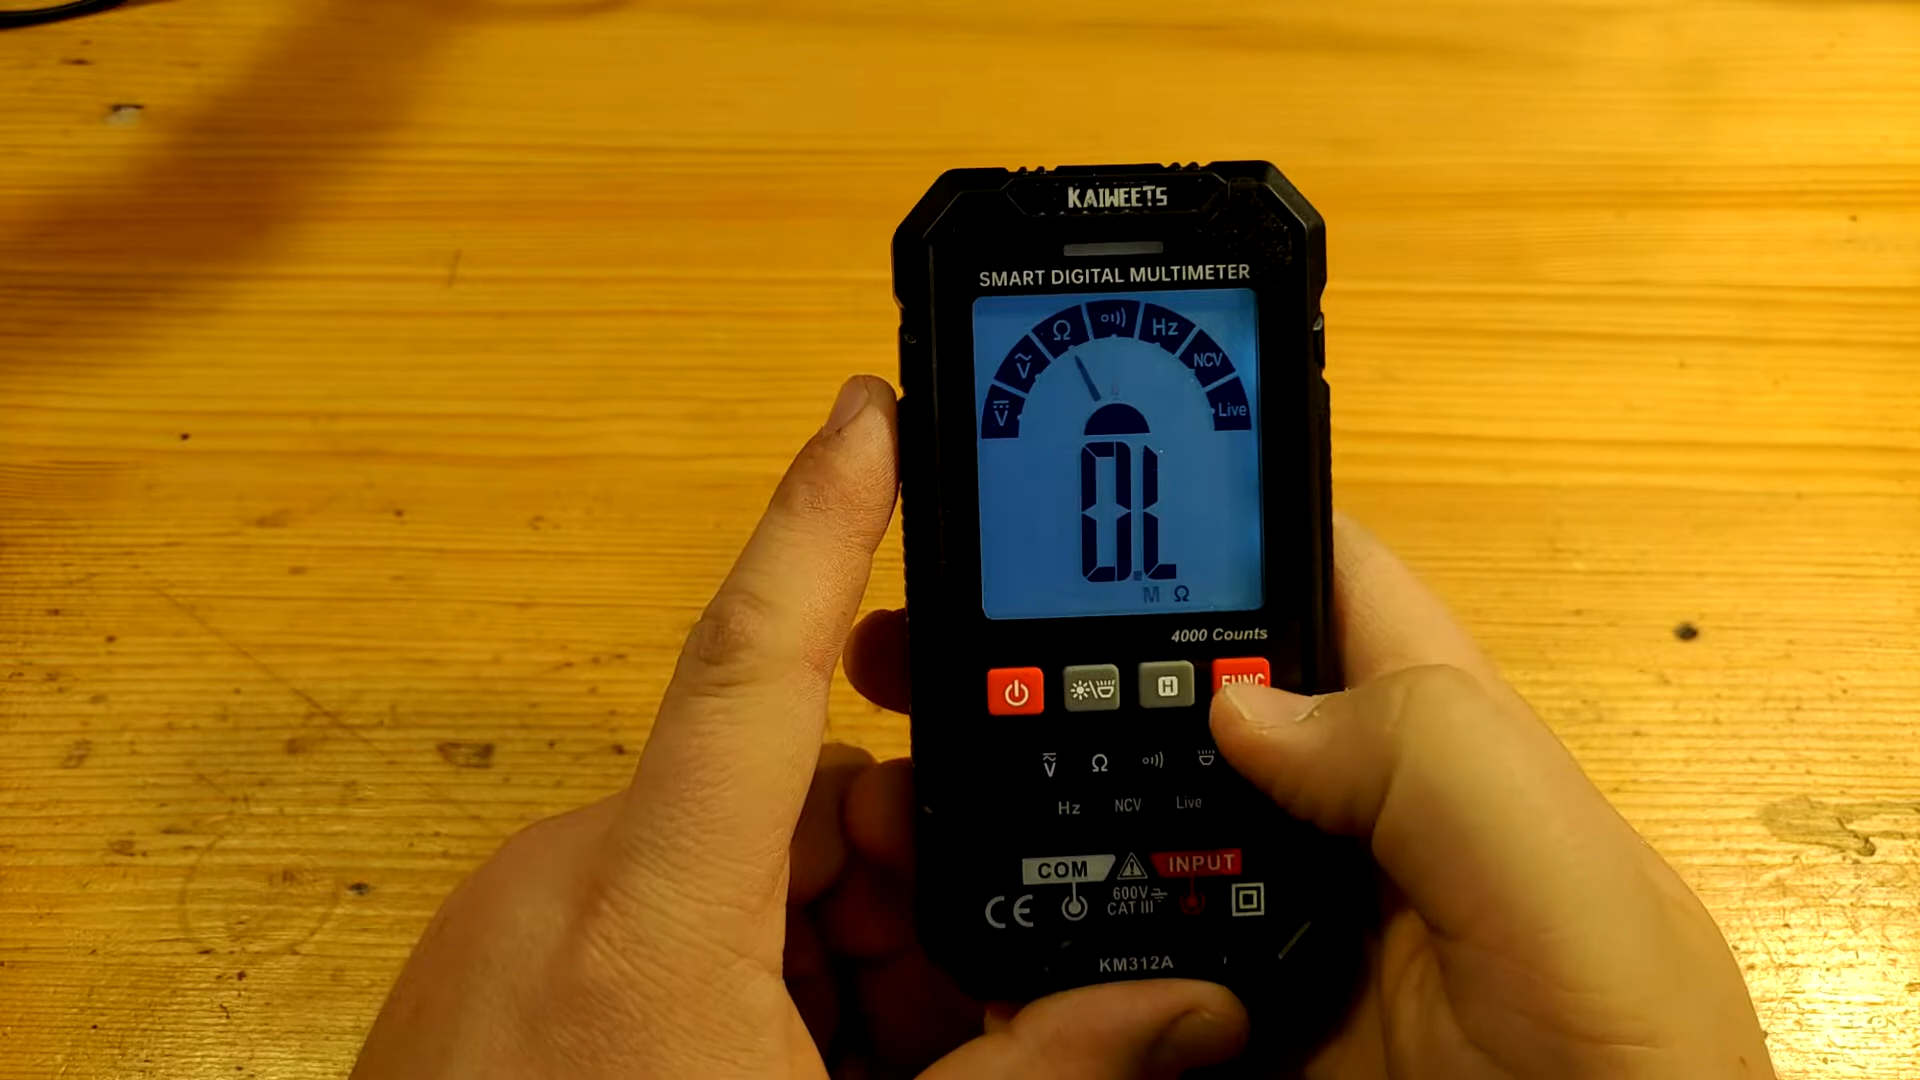 KAIWEETS
SMART DIGITAL MULTIMETER
V Ω Hz NCV Live
0.L
M Ω
4000 Counts
H FUNC
V Ω
Hz NCV Live
COM INPUT
600V
CAT III
CE
KM312A